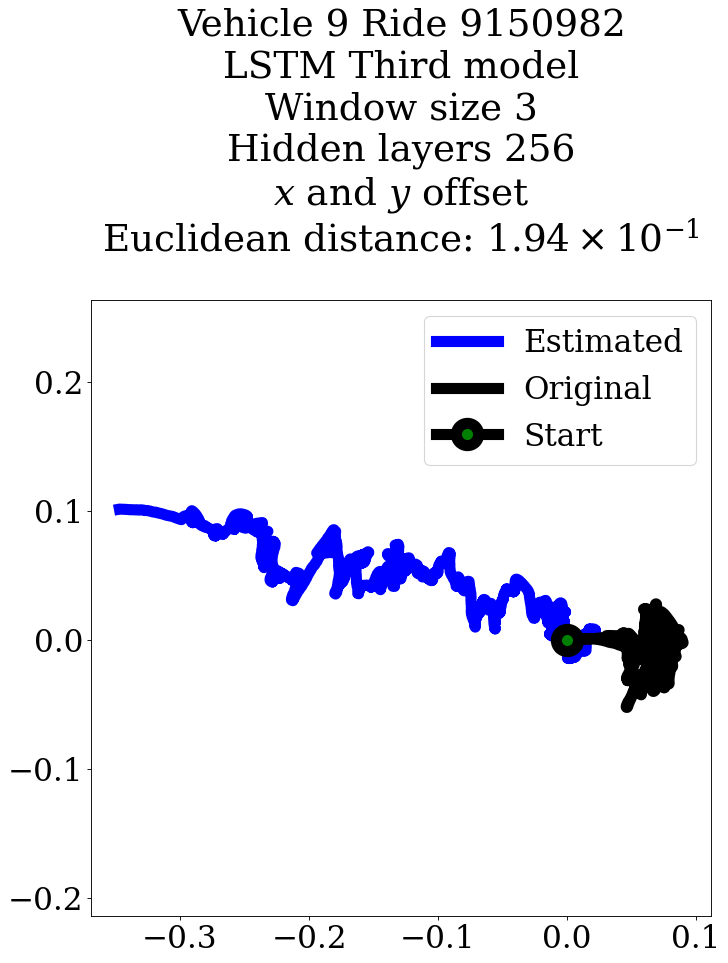 Vehicle 9 Ride 9150982
LSTM Third model
Window size 3
Hidden layers 256
x and y offset
Euclidean distance: 1.94 × 10⁻¹
Estimated
Original
Start
0.2
0.1
0.0
−0.1
−0.2
−0.3 −0.2 −0.1 0.0 0.1